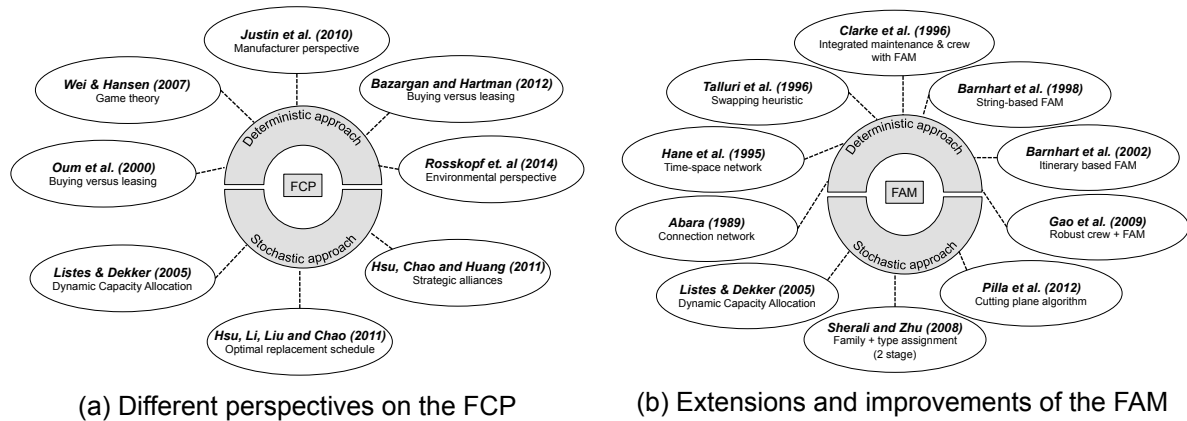 Justin et al. (2010)
Manufacturer perspective
Wei & Hansen (2007)
Game theory
Bazargan and Hartman (2012)
Buying versus leasing
Oum et al. (2000)
Buying versus leasing
Rosskopf et. al (2014)
Environmental perspective
Deterministic approach
FCP
Stochastic approach
Listes & Dekker (2005)
Dynamic Capacity Allocation
Hsu, Chao and Huang (2011)
Strategic alliances
Hsu, Li, Liu and Chao (2011)
Optimal replacement schedule
(a) Different perspectives on the FCP
Clarke et al. (1996)
Integrated maintenance & crew
with FAM
Talluri et al. (1996)
Swapping heuristic
Barnhart et al. (1998)
String-based FAM
Hane et al. (1995)
Time-space network
Barnhart et al. (2002)
Itinerary based FAM
Deterministic approach
FAM
Stochastic approach
Abara (1989)
Connection network
Gao et al. (2009)
Robust crew + FAM
Listes & Dekker (2005)
Dynamic Capacity Allocation
Pilla et al. (2012)
Cutting plane algorithm
Sherali and Zhu (2008)
Family + type assignment
(2 stage)
(b) Extensions and improvements of the FAM